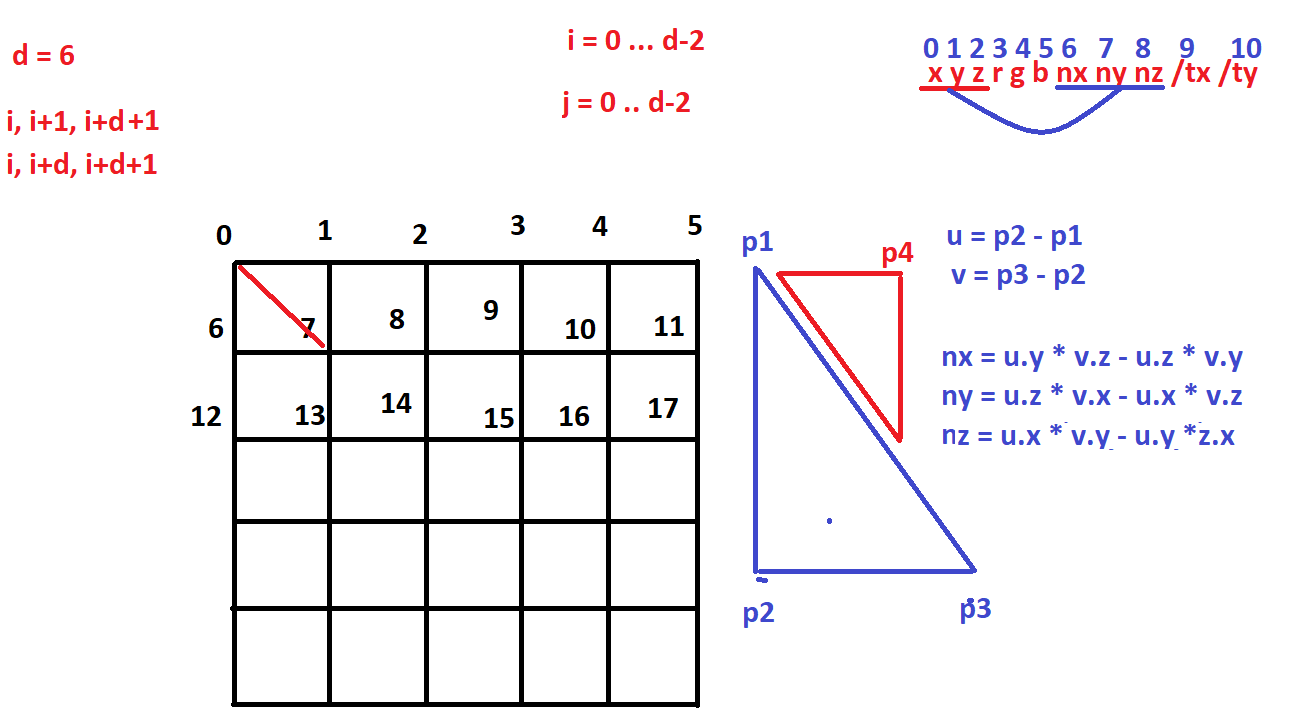 d = 6
i, i+1, i+d+1
i, i+d, i+d+1
i = 0 ... d-2
j = 0 .. d-2
0 1 2 3 4 5 6 7 8 9 10
x y z r g b nx ny nz /tx /ty
0 1 2 3 4 5
6 7 8 9 10 11
12 13 14 15 16 17
p1
p4
p2
p3
u = p2 - p1
v = p3 - p2
nx = u.y * v.z - u.z * v.y
ny = u.z * v.x - u.x * v.z
nz = u.x * v.y - u.y *z.x